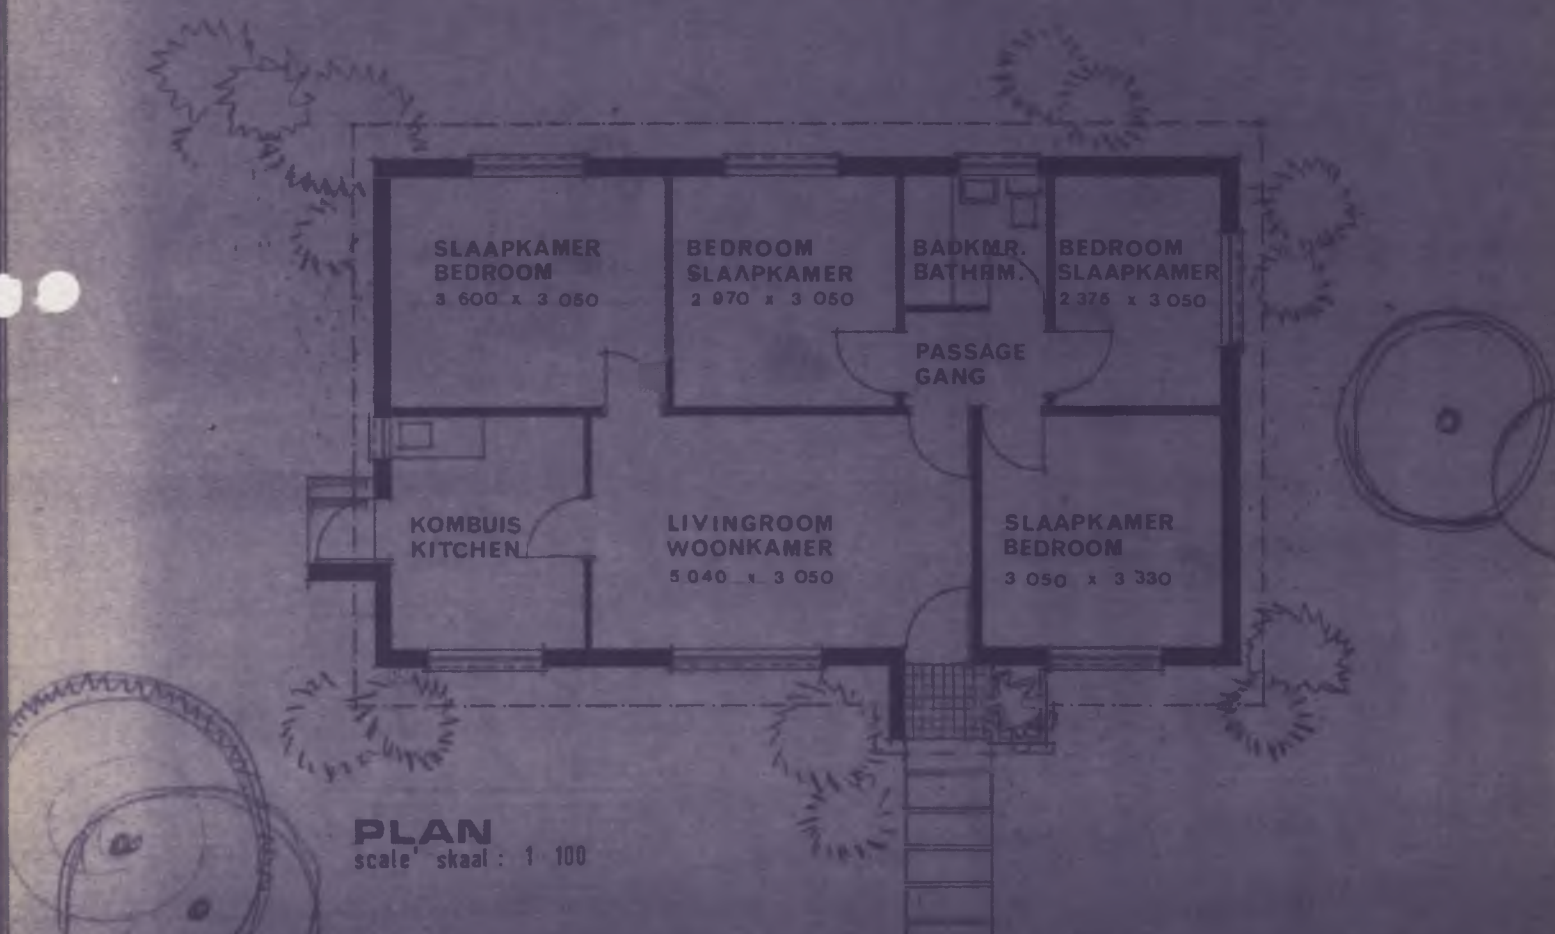 SLAAPKAMER
BEDROOM
3 600 x 3 050
BEDROOM
SLAAPKAMER
2 970 x 3 050
BADKMR.
BATHRM.
BEDROOM
SLAAPKAMER
2 375 x 3 050
PASSAGE
GANG
KOMBUIS
KITCHEN
LIVINGROOM
WOONKAMER
5 040 x 3 050
SLAAPKAMER
BEDROOM
3 050 x 3 330
PLAN
scale' skaal : 1 100